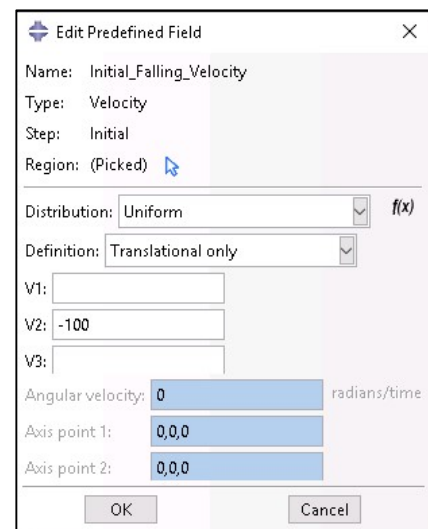 Edit Predefined Field
Name: Initial_Falling_Velocity
Type: Velocity
Step: Initial
Region: (Picked)
Distribution: Uniform f(x)
Definition: Translational only
V1:
V2: -100
V3:
Angular velocity: 0 radians/time
Axis point 1: 0,0,0
Axis point 2: 0,0,0
OK Cancel